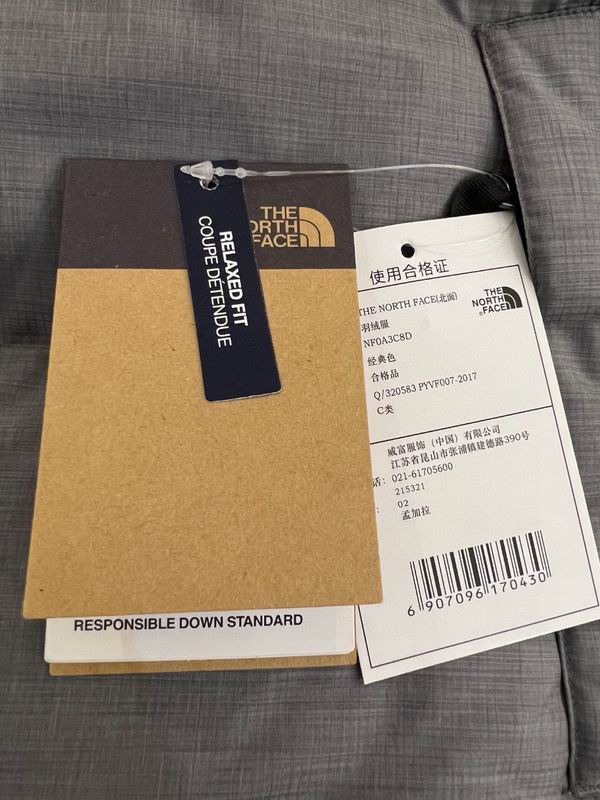 THE
NORTH
FACE
RELAXED FIT
COUPE DÉTENDUE
RESPONSIBLE DOWN STANDARD
使用合格证
THE
NORTH
FACE
THE NORTH FACE(北面)
羽绒服
NF0A3C8D
经典色
合格品
Q/320583 PYVF007-2017
C类
威富服饰（中国）有限公司
江苏省昆山市张浦镇建德路390号
话：021-61705600
215321
02
：孟加拉
6 907096 170430